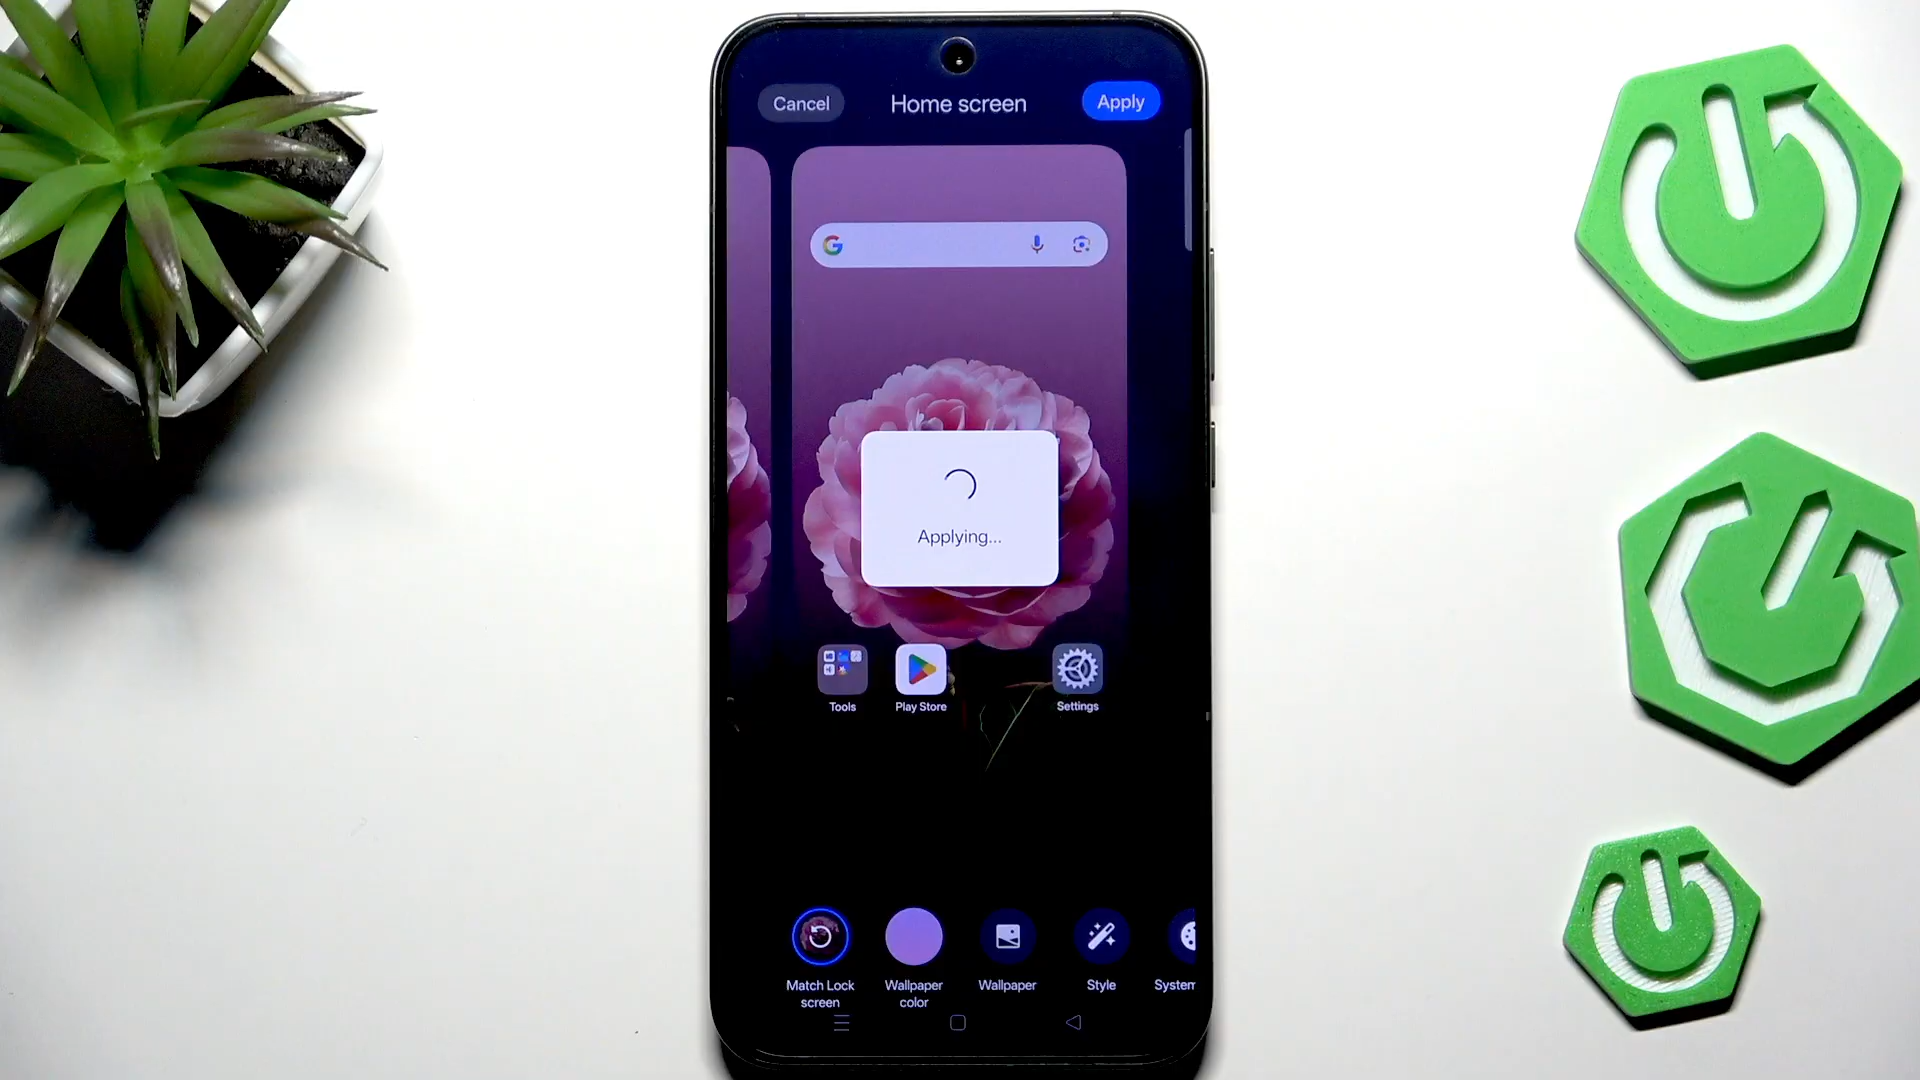 Cancel
Home screen
Apply
Applying...
Tools
Play Store
Settings
Match Lock
screen
Wallpaper
color
Wallpaper
Style
System